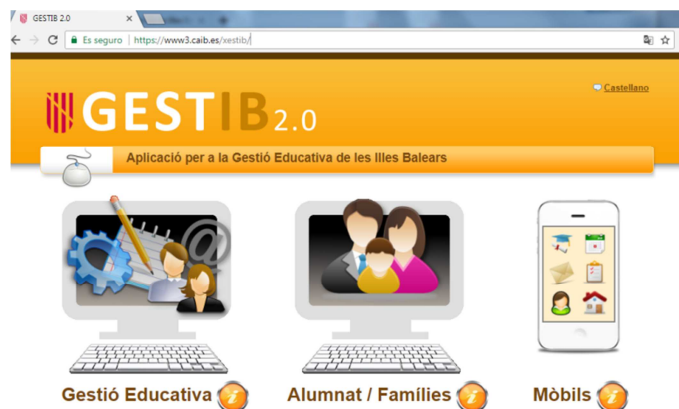 GESTIB 2.0
Es seguro | https://www3.caib.es/xestib/
Castellano
GESTIB 2.0
Aplicació per a la Gestió Educativa de les Illes Balears
@
Gestió Educativa i
Alumnat / Famílies i
Mòbils i